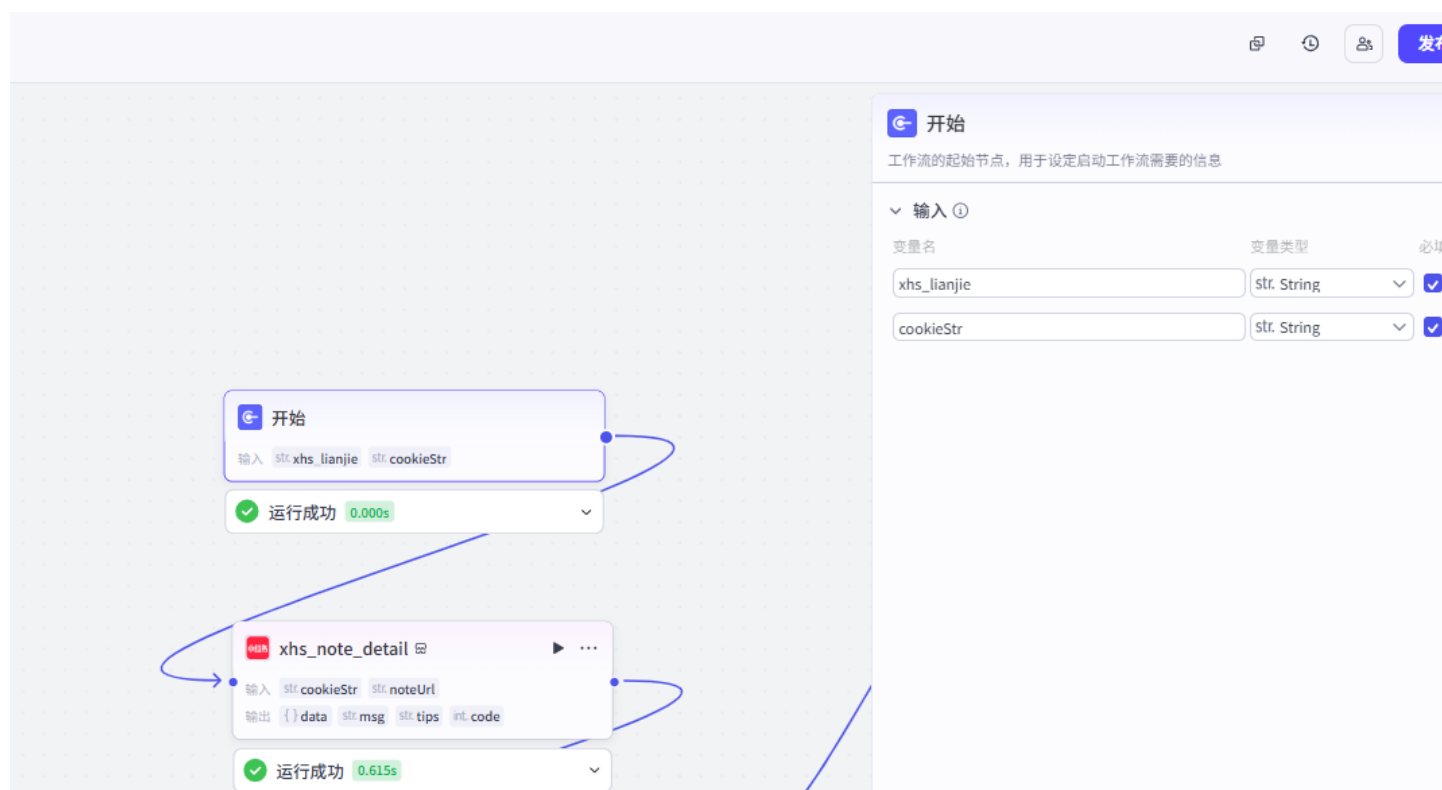 开始
工作流的起始节点，用于设定启动工作流需要的信息
输入
变量名 变量类型
xhs_lianjie str. String
cookieStr str. String
开始
输入 str. xhs_lianjie str. cookieStr
运行成功 0.000s
小红书 xhs_note_detail
输入 str. cookieStr str. noteUrl
输出 { } data str. msg str. tips int. code
运行成功 0.615s